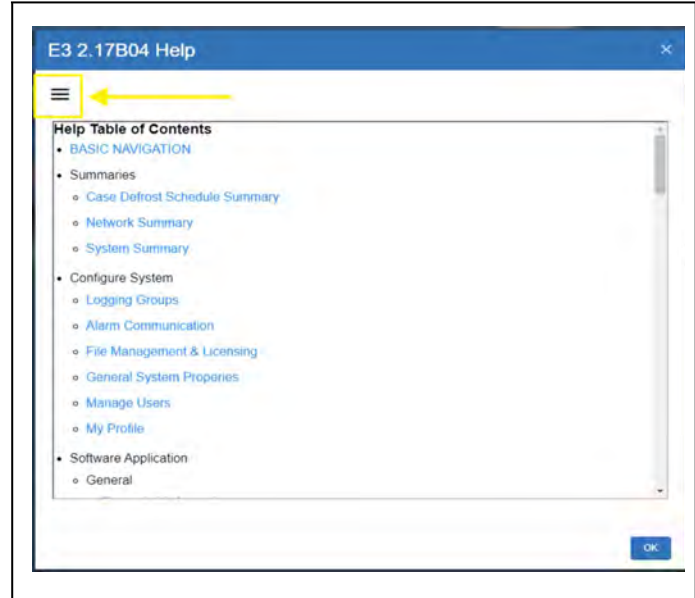 E3 2.17B04 Help
×
Help Table of Contents
• BASIC NAVIGATION
• Summaries
∘ Case Defrost Schedule Summary
∘ Network Summary
∘ System Summary
• Configure System
∘ Logging Groups
∘ Alarm Communication
∘ File Management & Licensing
∘ General System Properies
∘ Manage Users
∘ My Profile
• Software Application
∘ General
OK